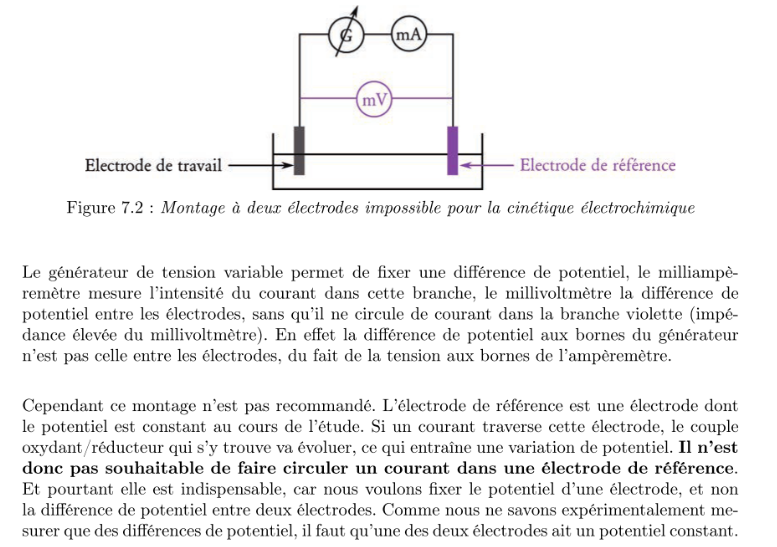 G
mA
mV
Electrode de travail
Electrode de référence
Figure 7.2 : Montage à deux électrodes impossible pour la cinétique électrochimique
Le générateur de tension variable permet de fixer une différence de potentiel, le milliampè-
remètre mesure l'intensité du courant dans cette branche, le millivoltmètre la différence de
potentiel entre les électrodes, sans qu'il ne circule de courant dans la branche violette (impé-
dance élevée du millivoltmètre). En effet la différence de potentiel aux bornes du générateur
n'est pas celle entre les électrodes, du fait de la tension aux bornes de l'ampèremètre.
Cependant ce montage n'est pas recommandé. L'électrode de référence est une électrode dont
le potentiel est constant au cours de l'étude. Si un courant traverse cette électrode, le couple
oxydant/réducteur qui s'y trouve va évoluer, ce qui entraîne une variation de potentiel. Il n'est
donc pas souhaitable de faire circuler un courant dans une électrode de référence.
Et pourtant elle est indispensable, car nous voulons fixer le potentiel d'une électrode, et non
la différence de potentiel entre deux électrodes. Comme nous ne savons expérimentalement me-
surer que des différences de potentiel, il faut qu'une des deux électrodes ait un potentiel constant.